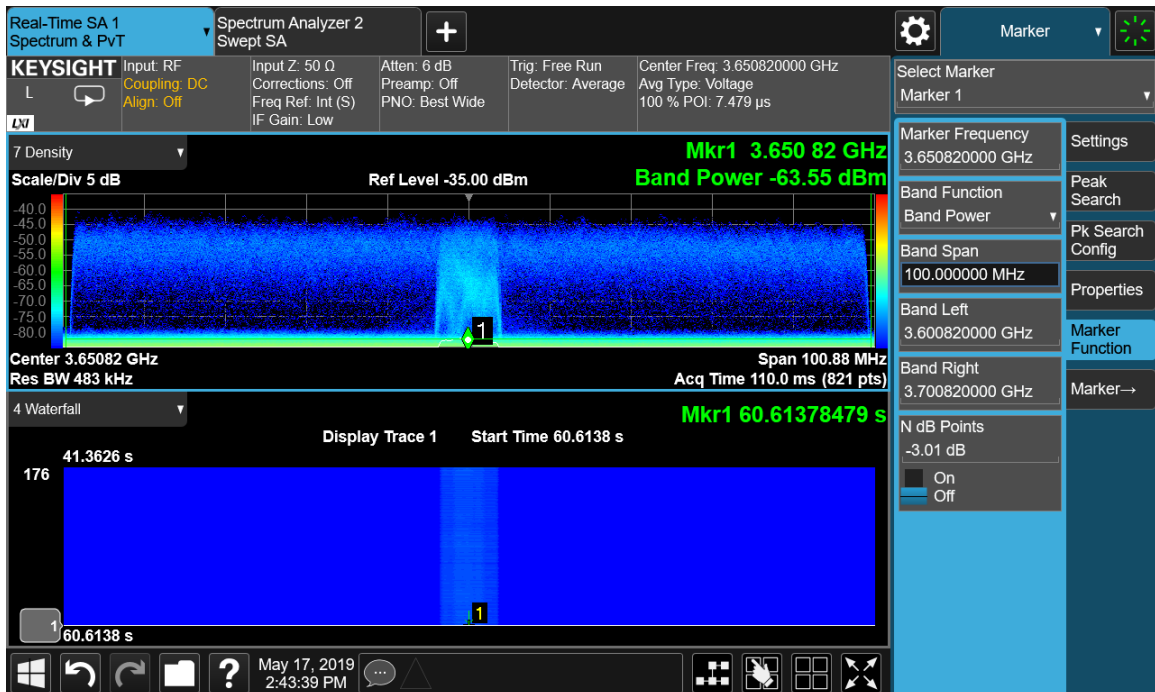 Real-Time SA 1
Spectrum & PvT
Spectrum Analyzer 2
Swept SA
Marker
KEYSIGHT
L
LXI
Input: RF
Coupling: DC
Align: Off
Input Z: 50 Ω
Corrections: Off
Freq Ref: Int (S)
IF Gain: Low
Atten: 6 dB
Preamp: Off
PNO: Best Wide
Trig: Free Run
Detector: Average
Center Freq: 3.650820000 GHz
Avg Type: Voltage
100 % POI: 7.479 µs
7 Density
Mkr1 3.650 82 GHz
Scale/Div 5 dB
Ref Level -35.00 dBm
Band Power -63.55 dBm
-40.0
-45.0
-50.0
-55.0
-60.0
-65.0
-70.0
-75.0
-80.0
1
Center 3.65082 GHz
Span 100.88 MHz
Res BW 483 kHz
Acq Time 110.0 ms (821 pts)
4 Waterfall
Mkr1 60.61378479 s
Display Trace 1 Start Time 60.6138 s
41.3626 s
176
1
1
60.6138 s
May 17, 2019
2:43:39 PM
Select Marker
Marker 1
Marker Frequency
3.650820000 GHz
Band Function
Band Power
Band Span
100.000000 MHz
Band Left
3.600820000 GHz
Band Right
3.700820000 GHz
N dB Points
-3.01 dB
On
Off
Settings
Peak
Search
Pk Search
Config
Properties
Marker
Function
Marker→